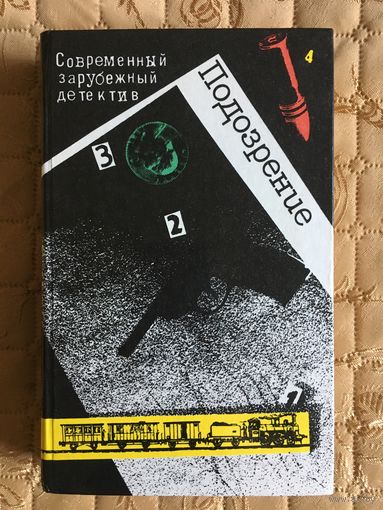 Современный
зарубежный
детектив
Подозрение
4
3
2
1